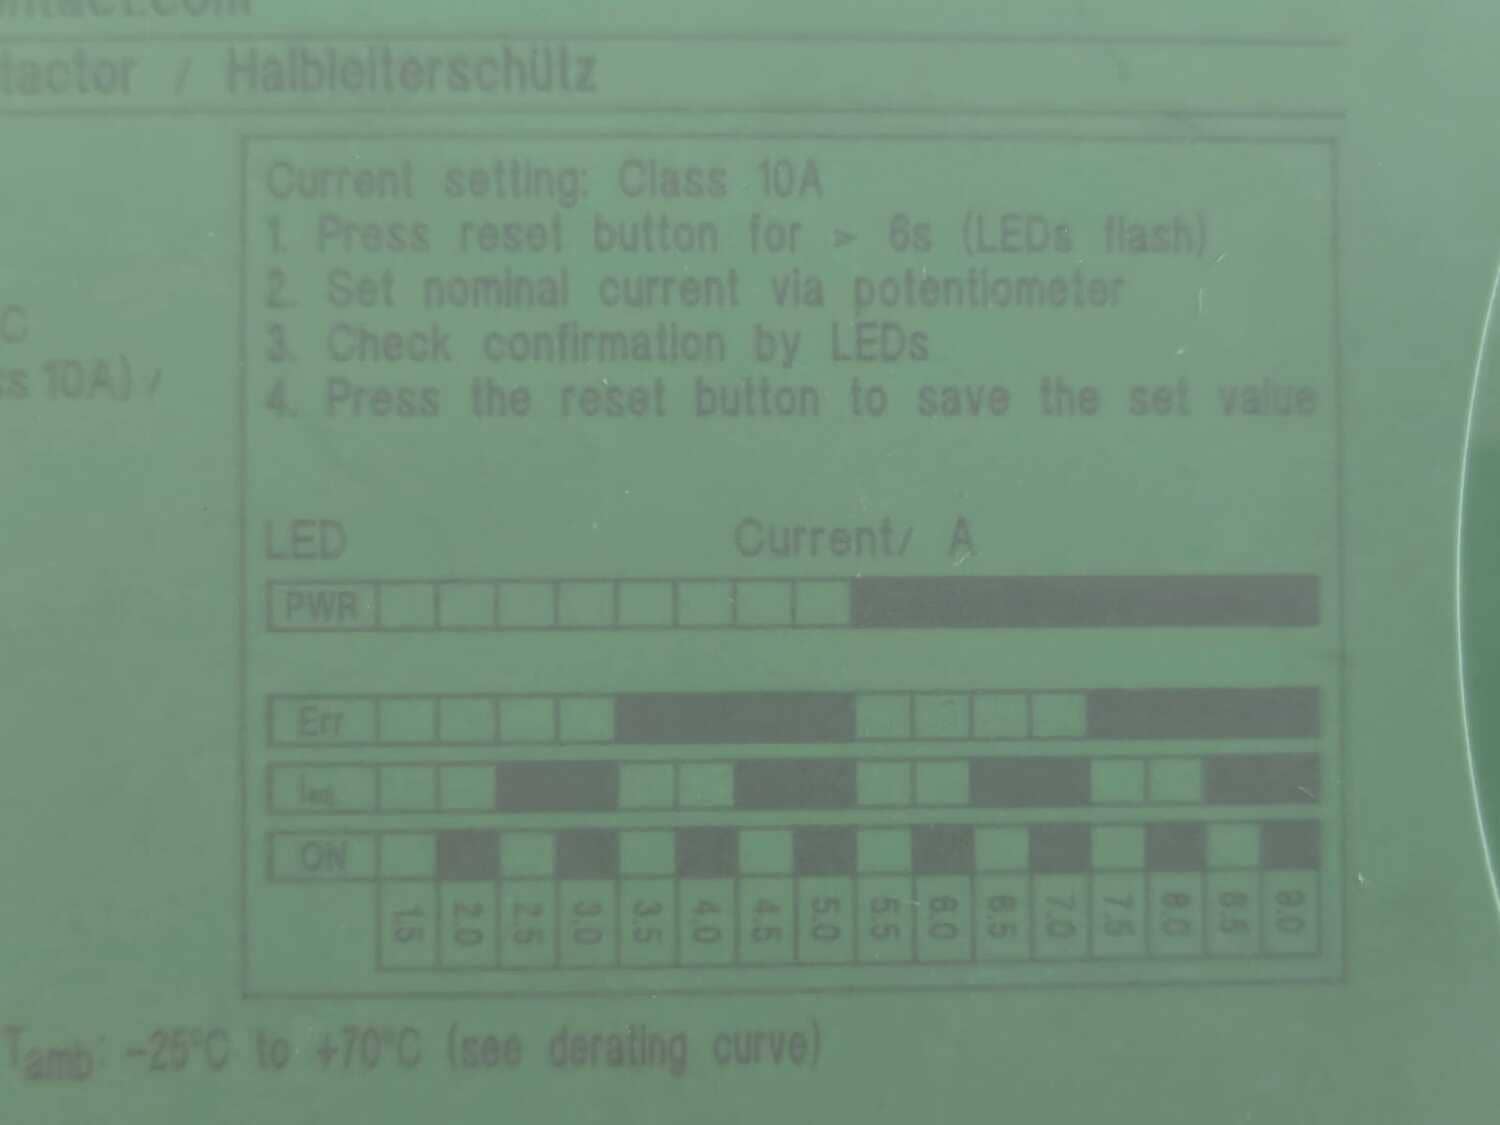 ntact.com
tactor / Halbleiterschütz
Current setting: Class 10A
1. Press reset button for > 6s (LEDs flash)
2. Set nominal current via potentiometer
3. Check confirmation by LEDs
4. Press the reset button to save the set value
C
ss 10A) /
LED Current/ A
PWR
Err
ON
1.5 2.0 2.5 3.0 3.5 4.0 4.5 5.0 5.5 6.0 6.5 7.0 7.5 8.0 8.5 9.0
Tamb: -25°C to +70°C (see derating curve)